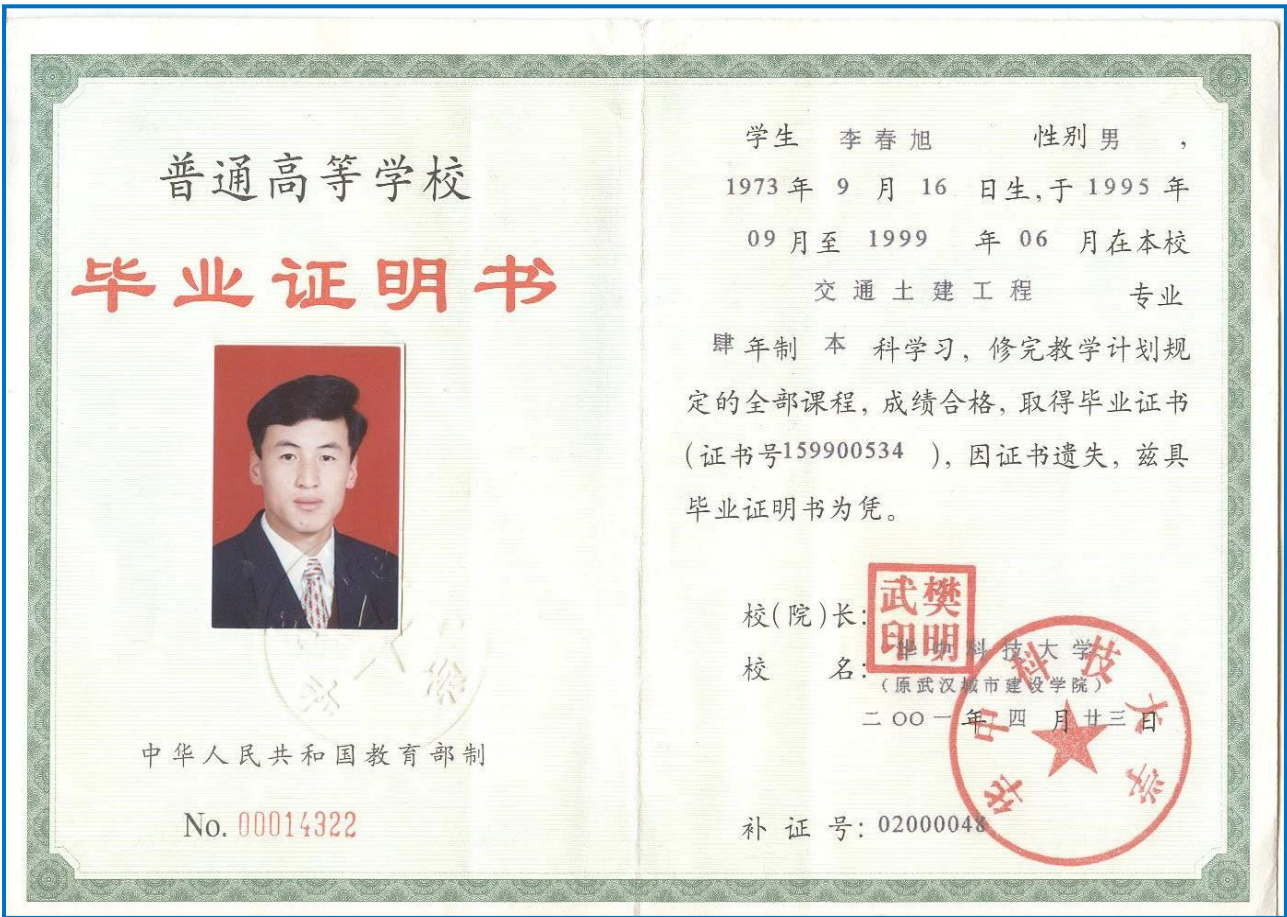 普通高等学校
毕业证明书
中华人民共和国教育部制
No. 00014322
学生 李春旭 性别 男 ,
1973 年 9 月 16 日生,于 1995 年
09 月至 1999 年 06 月在本校
交通土建工程 专业
肆 年制 本 科学习, 修完教学计划规
定的全部课程, 成绩合格, 取得毕业证书
(证书号159900534 ), 因证书遗失, 兹具
毕业证明书为凭。
校(院)长:
樊明武印
校 名: 华中科技大学
(原武汉城市建设学院)
二〇〇一年 四 月 廿三 日
华中科技大学
补 证 号: 02000048